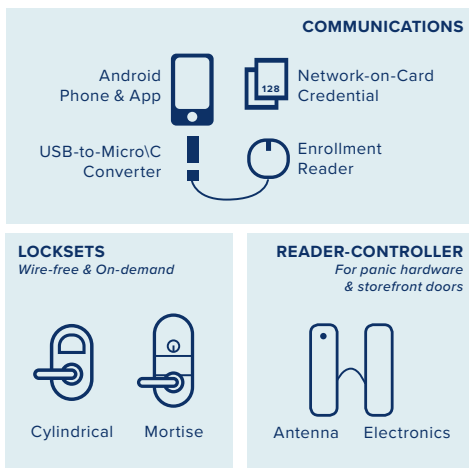 COMMUNICATIONS
Android
Phone & App
128
Network-on-Card
Credential
USB-to-Micro\C
Converter
Enrollment
Reader
LOCKSETS
Wire-free & On-demand
Cylindrical
Mortise
READER-CONTROLLER
For panic hardware
& storefront doors
Antenna
Electronics